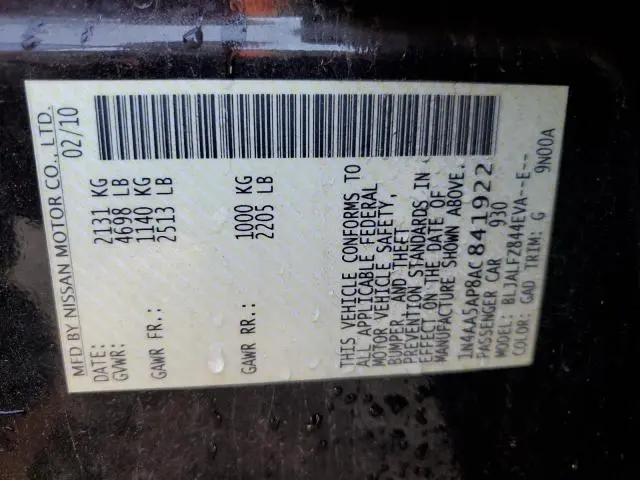 MFD BY NISSAN MOTOR CO., LTD.
DATE: 02/10
GVWR: 2131 KG
4698 LB
GAWR FR.: 1140 KG
2513 LB
GAWR RR.: 1000 KG
2205 LB
THIS VEHICLE CONFORMS TO
ALL APPLICABLE FEDERAL
MOTOR VEHICLE SAFETY,
BUMPER, AND THEFT
PREVENTION STANDARDS IN
EFFECT ON THE DATE OF
MANUFACTURE SHOWN ABOVE.
1N4AA5AP8AC841922
PASSENGER CAR 930
MODEL: BLJALFZ844EVA--E--
COLOR: GAD TRIM: G 9N00A